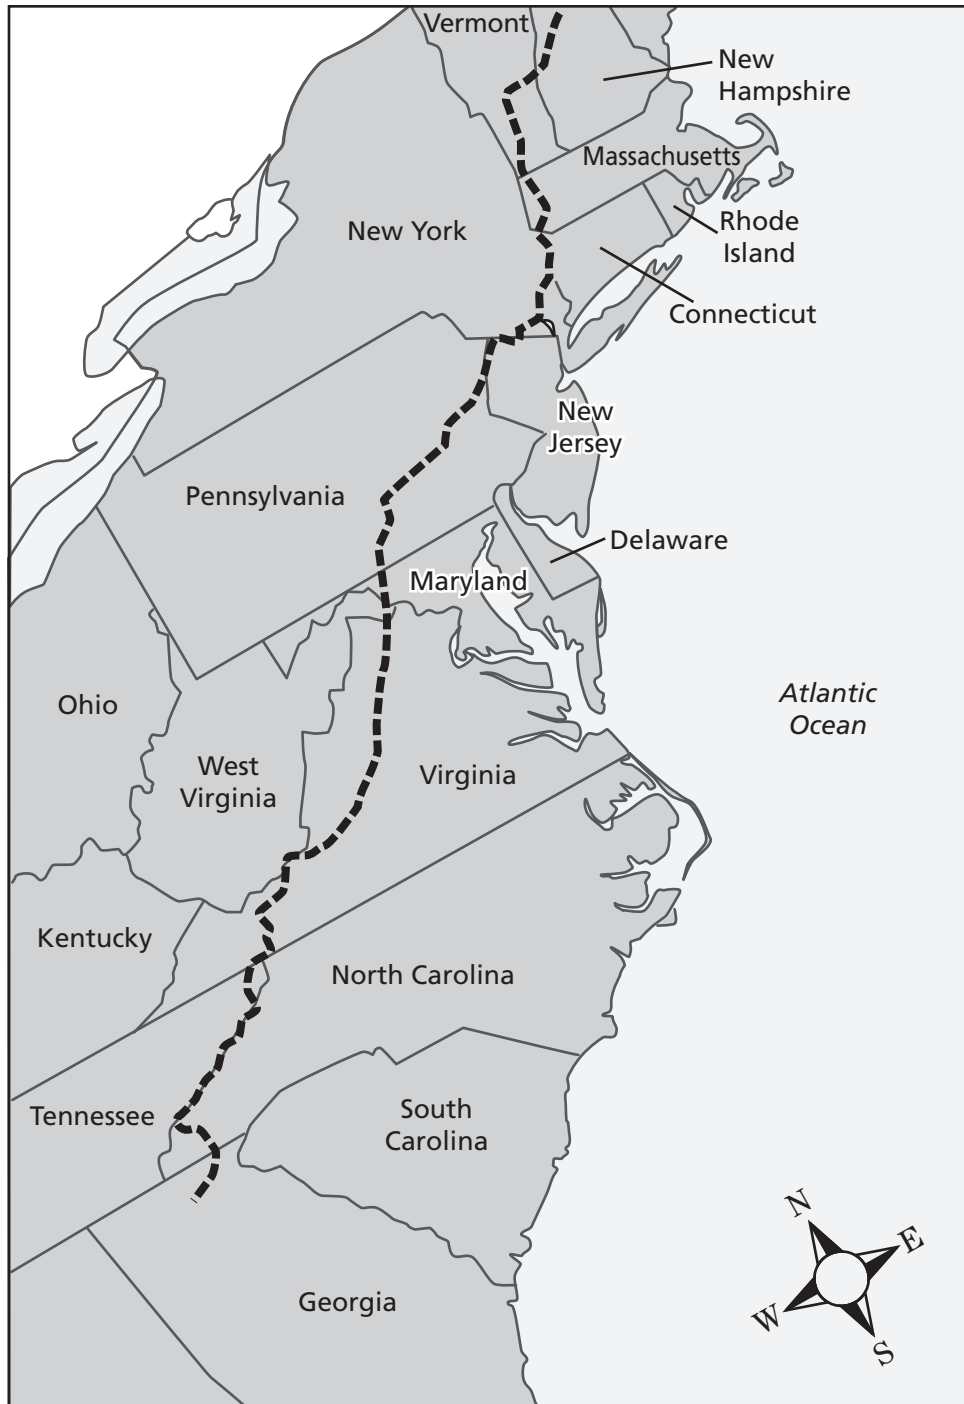 Vermont
New
Hampshire
Massachusetts
New York
Rhode
Island
Connecticut
New
Jersey
Pennsylvania
Delaware
Maryland
Ohio
Atlantic
Ocean
West
Virginia
Virginia
Kentucky
North Carolina
Tennessee
South
Carolina
Georgia
N
E
W
S